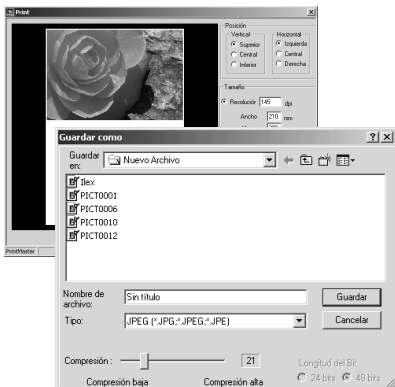 Print
Posición
Vertical
Superior
Central
Inferior
Horizontal
Izquierda
Central
Derecha
Tamaño
Resolución 145 dpi
Ancho 210 mm
Guardar como
Guardar en: Nuevo Archivo
Ilex
PICT0001
PICT0006
PICT0010
PICT0012
Nombre de archivo: Sin título
Guardar
Tipo: JPEG (*.JPG;*.JPEG;*.JPE)
Cancelar
Compresión : 21
Compresión baja Compresión alta
Longitud del Bit
24 bits 48 bits
PrintMaster